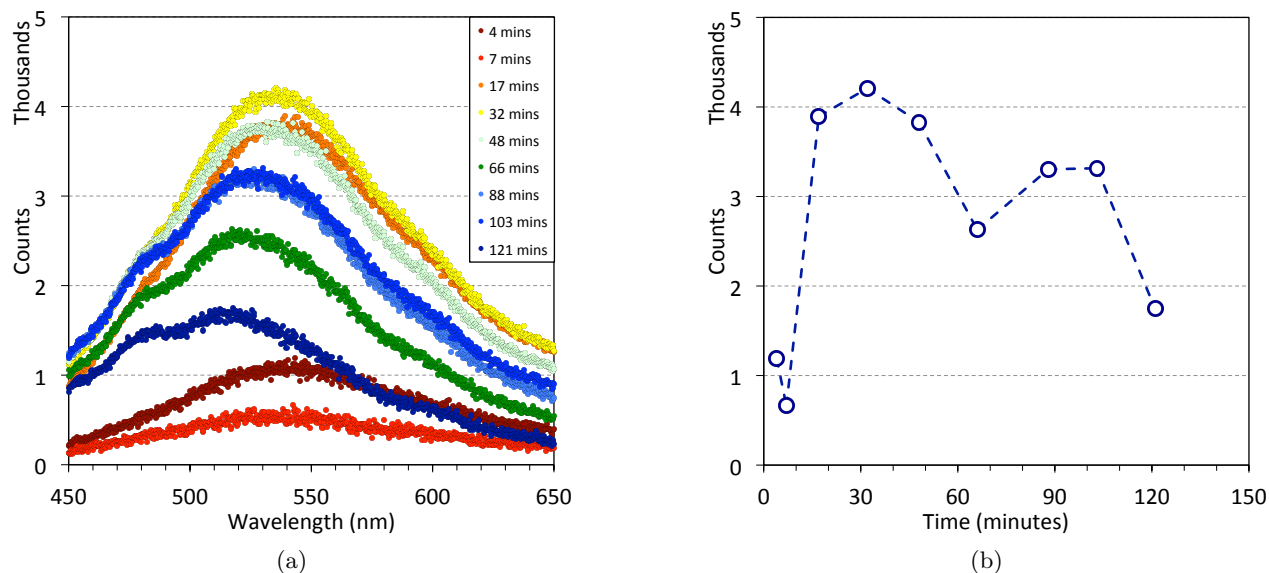 Thousands
Counts
5
4
3
2
1
0
450
500
550
600
650
Wavelength (nm)
4 mins
7 mins
17 mins
32 mins
48 mins
66 mins
88 mins
103 mins
121 mins
(a)
Thousands
Counts
5
4
3
2
1
0
0
30
60
90
120
150
Time (minutes)
(b)